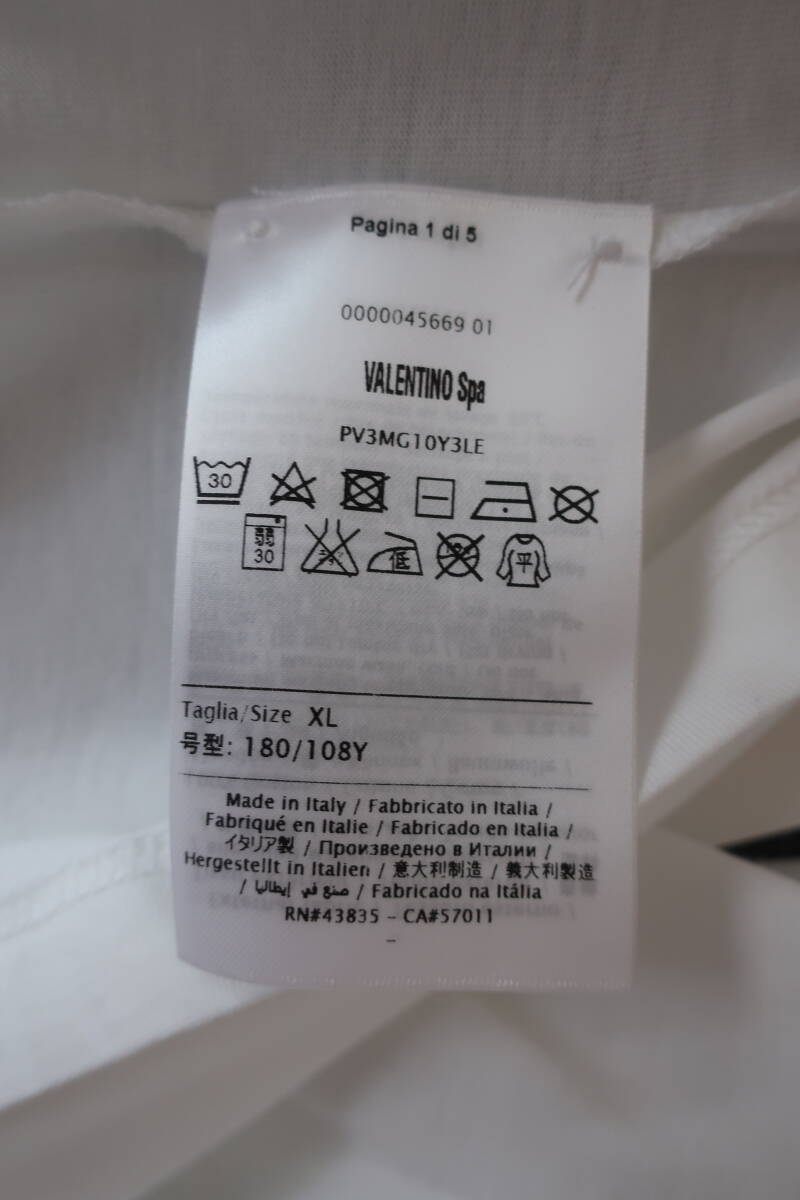 Pagina 1 di 5
0000045669 01
VALENTINO Spa
PV3MG10Y3LE
30
弱
30
低
平
Taglia/Size XL
号型: 180/108Y
Made in Italy / Fabbricato in Italia /
Fabriqué en Italie / Fabricado en Italia /
イタリア製 / Произведено в Италии /
Hergestellt in Italien / 意大利制造 / 義大利製造
/ صنع في إيطاليا / Fabricado na Itália
RN#43835 - CA#57011
-